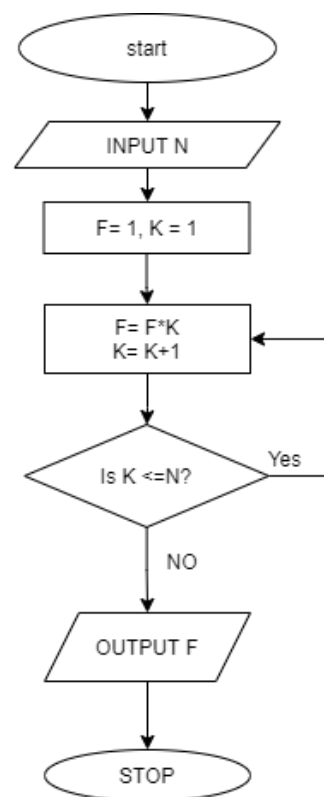 start
INPUT N
F= 1, K = 1
F= F*K
K= K+1
Is K <=N?
Yes
NO
OUTPUT F
STOP